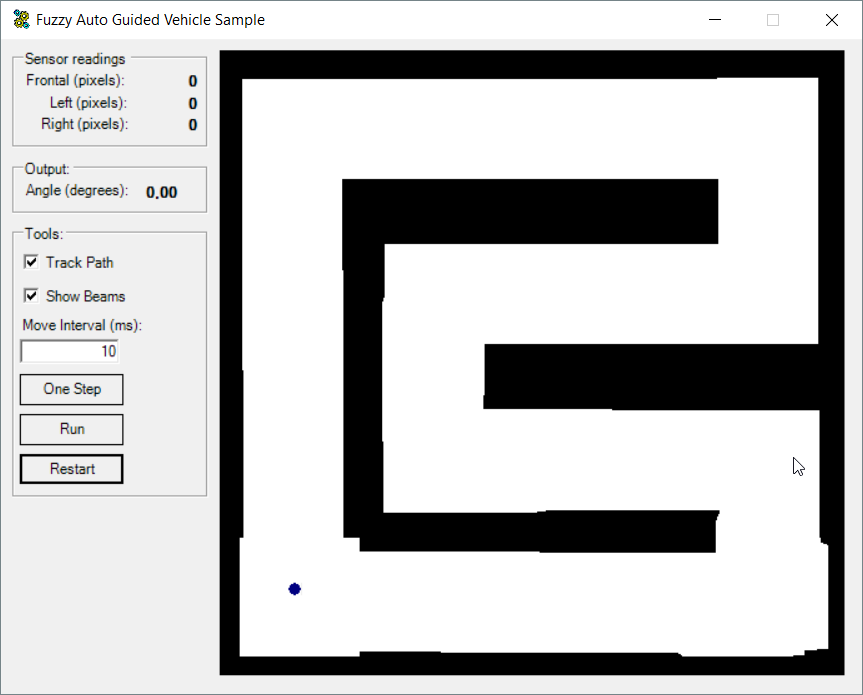 Fuzzy Auto Guided Vehicle Sample
Sensor readings
Frontal (pixels): 0
Left (pixels): 0
Right (pixels): 0
Output:
Angle (degrees): 0.00
Tools:
Track Path
Show Beams
Move Interval (ms):
10
One Step
Run
Restart